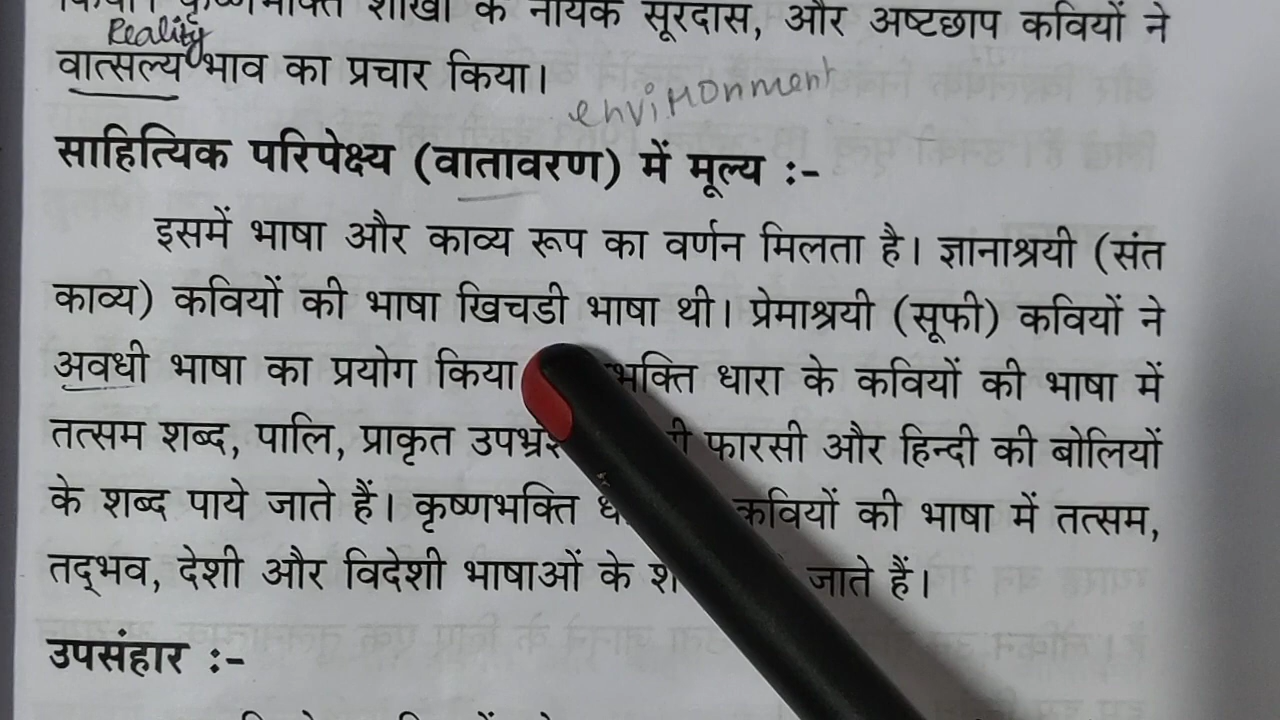 किया। कृष्णभक्ति शाखा के नायक सूरदास, और अष्टछाप कवियों ने
Reality
वात्सल्य भाव का प्रचार किया।
environment
साहित्यिक परिपेक्ष्य (वातावरण) में मूल्य :-
इसमें भाषा और काव्य रूप का वर्णन मिलता है। ज्ञानाश्रयी (संत
काव्य) कवियों की भाषा खिचडी भाषा थी। प्रेमाश्रयी (सूफी) कवियों ने
अवधी भाषा का प्रयोग किया भक्ति धारा के कवियों की भाषा में
तत्सम शब्द, पालि, प्राकृत फारसी और हिन्दी की बोलियों
के शब्द पाये जाते हैं। कृष्णभक्ति कवियों की भाषा में तत्सम,
तद्भव, देशी और विदेशी भाषाओं के जाते हैं।
उपसंहार :-